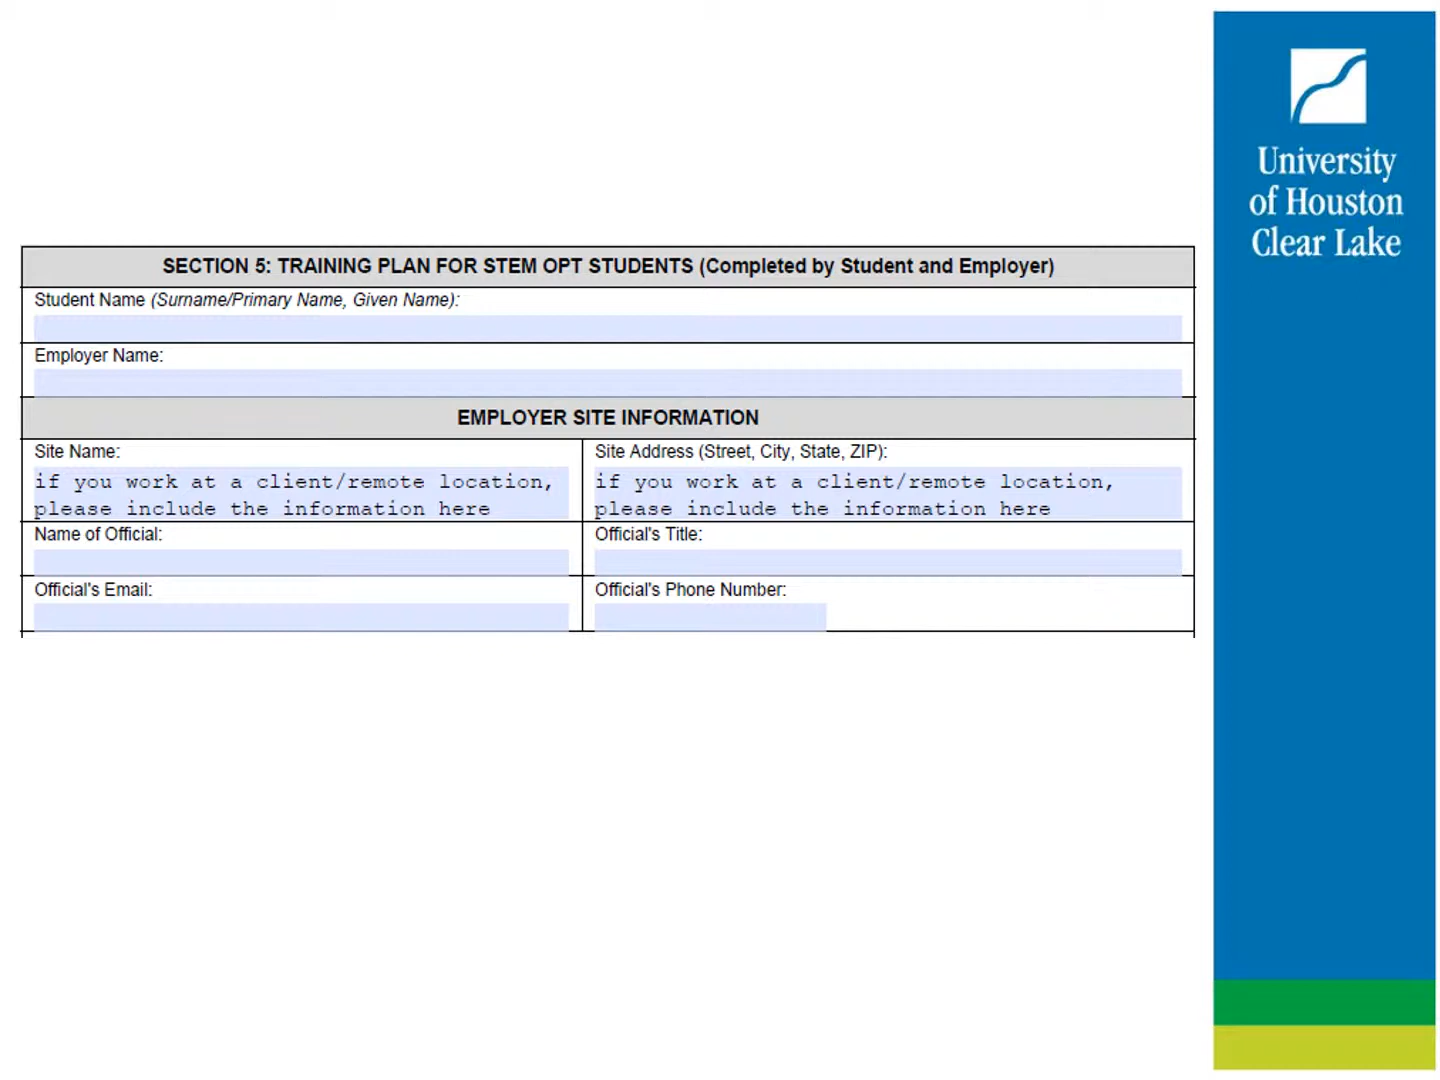 University
of Houston
Clear Lake
SECTION 5: TRAINING PLAN FOR STEM OPT STUDENTS (Completed by Student and Employer)
Student Name (Surname/Primary Name, Given Name):
Employer Name:
EMPLOYER SITE INFORMATION
Site Name:
if you work at a client/remote location,
please include the information here
Site Address (Street, City, State, ZIP):
if you work at a client/remote location,
please include the information here
Name of Official:
Official's Title:
Official's Email:
Official's Phone Number: